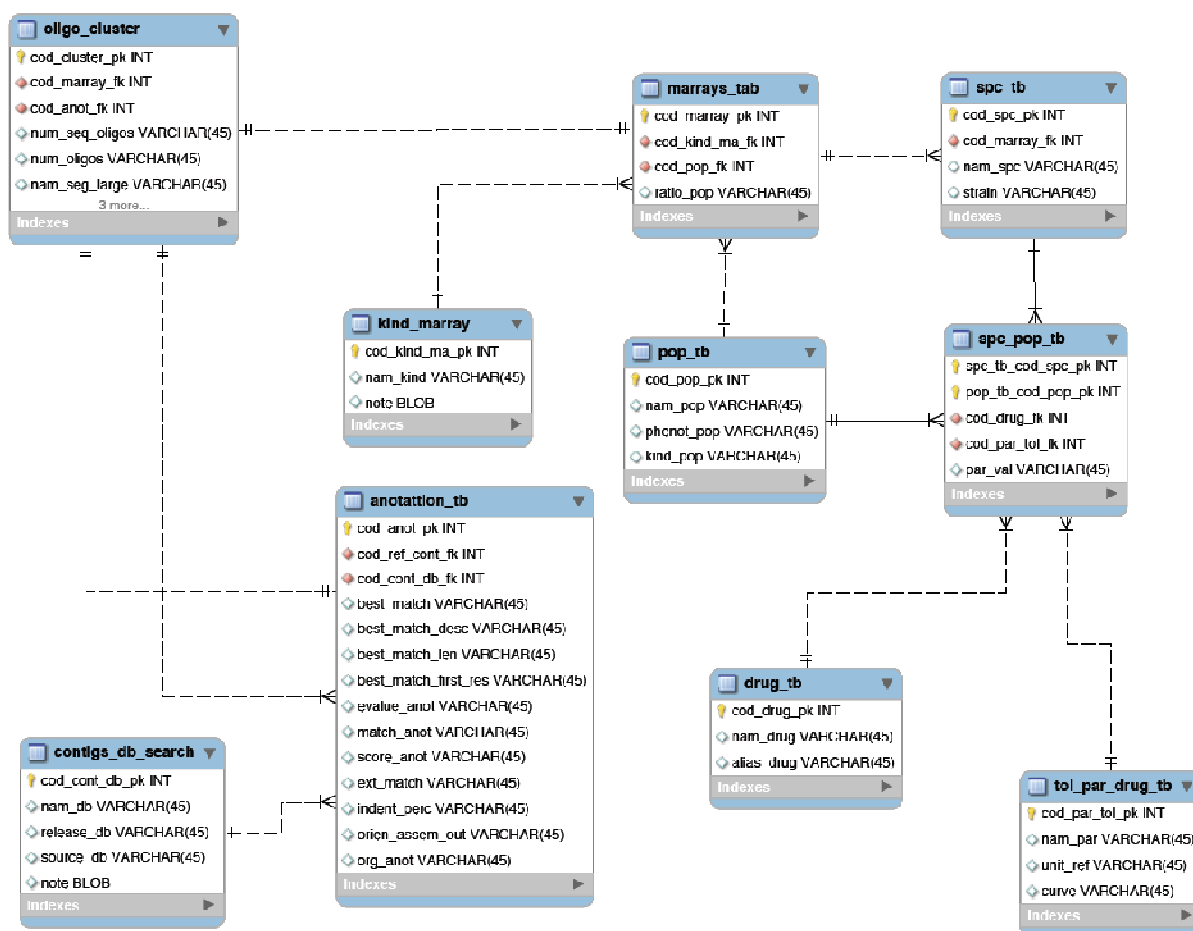 oligo_cluster
cod_cluster_pk INT
cod_marray_fk INT
cod_anot_fk INT
num_seq_oligos VARCHAR(45)
num_oligos VARCHAR(45)
nam_seg_large VARCHAR(45)
3 more...
Indexes
marrays_tab
cod_marray_pk INT
cod_kind_ma_fk INT
cod_pop_fk INT
ratio_pop VARCHAR(45)
Indexes
spc_tb
cod_spc_pk INT
cod_marray_fk INT
nam_spc VARCHAR(45)
strain VARCHAR(45)
Indexes
kind_marray
cod_kind_ma_pk INT
nam_kind VARCHAR(45)
note BLOB
Indexes
pop_tb
cod_pop_pk INT
nam_pop VARCHAR(45)
phenot_pop VARCHAR(45)
kind_pop VARCHAR(45)
Indexes
spc_pop_tb
spc_tb_cod_spc_pk INT
pop_tb_cod_pop_pk INT
cod_drug_fk INT
cod_par_tol_fk INT
par_val VARCHAR(45)
Indexes
anotattion_tb
cod_anot_pk INT
cod_ref_cont_fk INT
cod_cont_db_fk INT
best_match VARCHAR(45)
best_match_desc VARCHAR(45)
best_match_len VARCHAR(45)
best_match_first_res VARCHAR(45)
evalue_anot VARCHAR(45)
match_anot VARCHAR(45)
score_anot VARCHAR(45)
ext_match VARCHAR(45)
indent_perc VARCHAR(45)
orien_assem_out VARCHAR(45)
org_anot VARCHAR(45)
Indexes
drug_tb
cod_drug_pk INT
nam_drug VARCHAR(45)
alias_drug VARCHAR(45)
Indexes
contigs_db_search
cod_cont_db_pk INT
nam_db VARCHAR(45)
release_db VARCHAR(45)
source_db VARCHAR(45)
note BLOB
Indexes
tol_par_drug_tb
cod_par_tol_pk INT
nam_par VARCHAR(45)
unit_ref VARCHAR(45)
curve VARCHAR(45)
Indexes